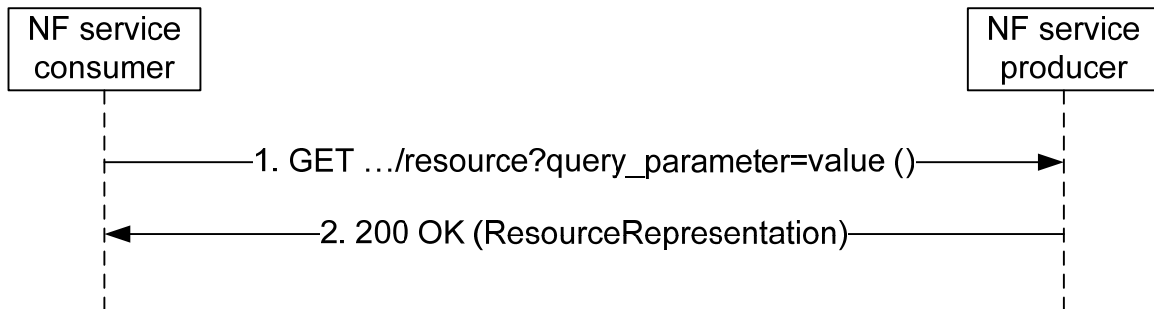 NF service
consumer
NF service
producer
1. GET …/resource?query_parameter=value ()
2. 200 OK (ResourceRepresentation)